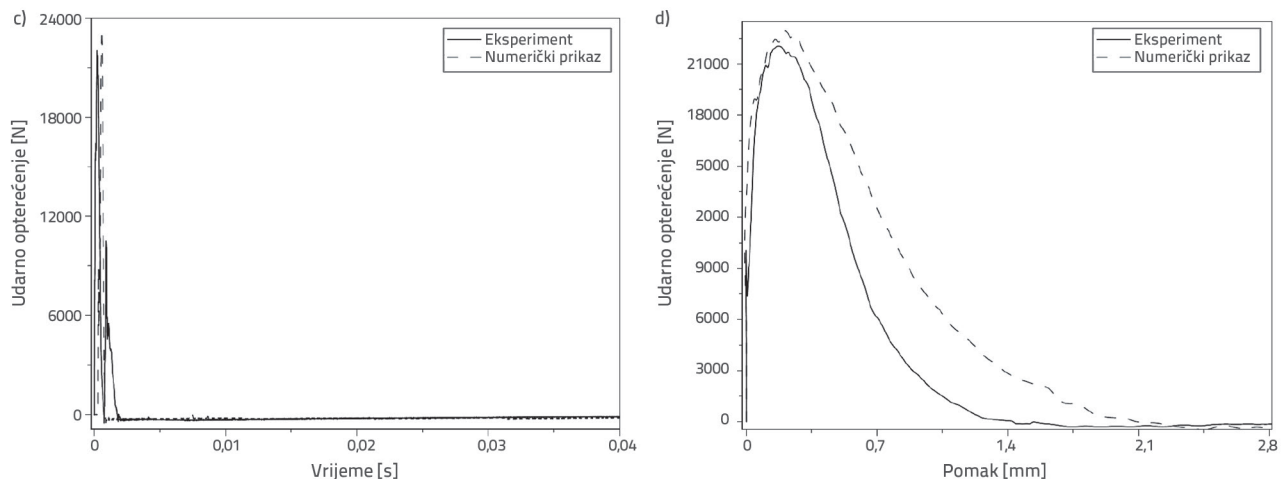 c)
24000
18000
12000
6000
0
Udarno opterećenje [N]
Eksperiment
Numerički prikaz
0
0,01
0,02
0,03
0,04
Vrijeme [s]
d)
21000
18000
5000
2000
9000
6000
3000
0
Udarno opterećenje [N]
Eksperiment
Numerički prikaz
0
0,7
1,4
2,1
2,8
Pomak [mm]